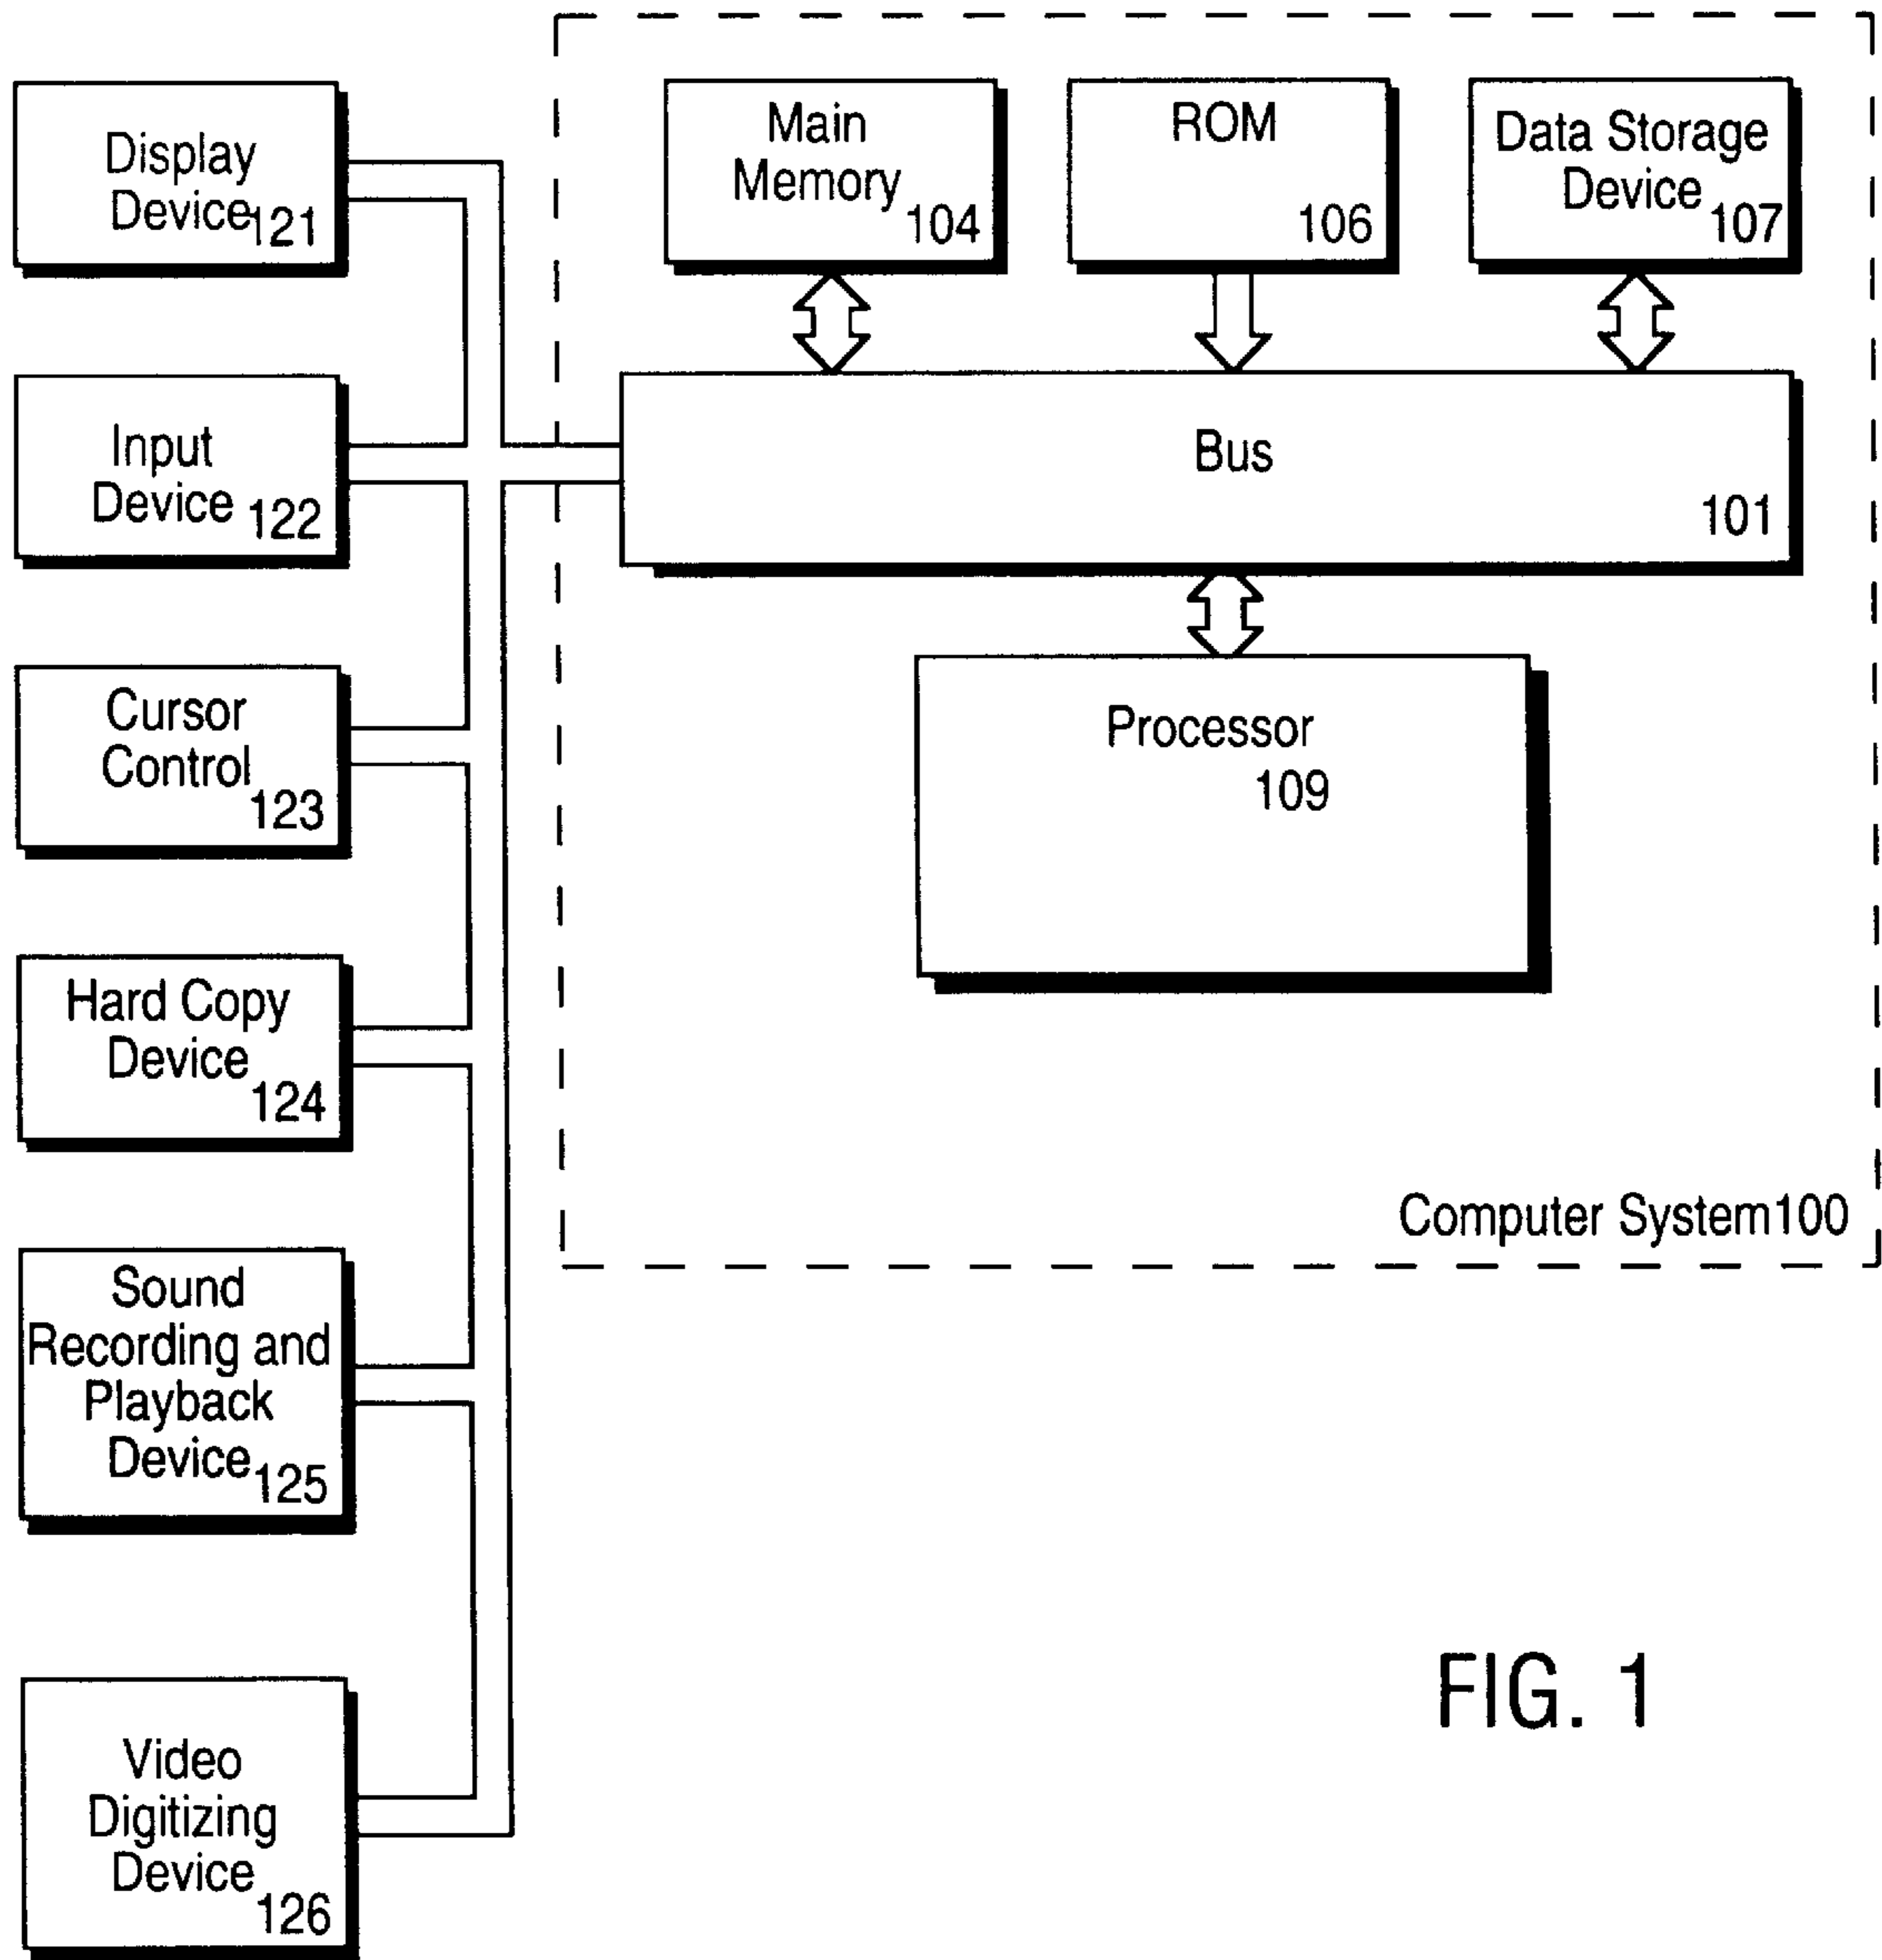 Display
Device 121
Input
Device 122
Cursor
Control 123
Hard Copy
Device 124
Sound
Recording and
Playback
Device 125
Video
Digitizing
Device 126
Main
Memory 104
ROM
106
Data Storage
Device 107
Bus
101
Processor
109
Computer System100
FIG. 1